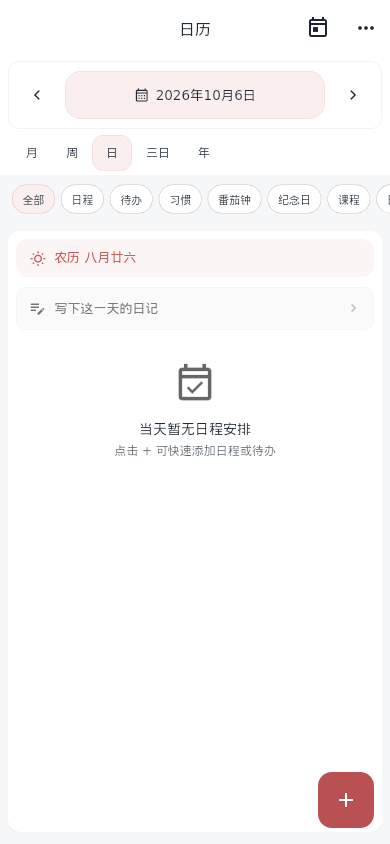 日历
2026年10月6日
月 周 日 三日 年
全部 日程 待办 习惯 番茄钟 纪念日 课程
农历 八月廿六
写下这一天的日记
当天暂无日程安排
点击 + 可快速添加日程或待办